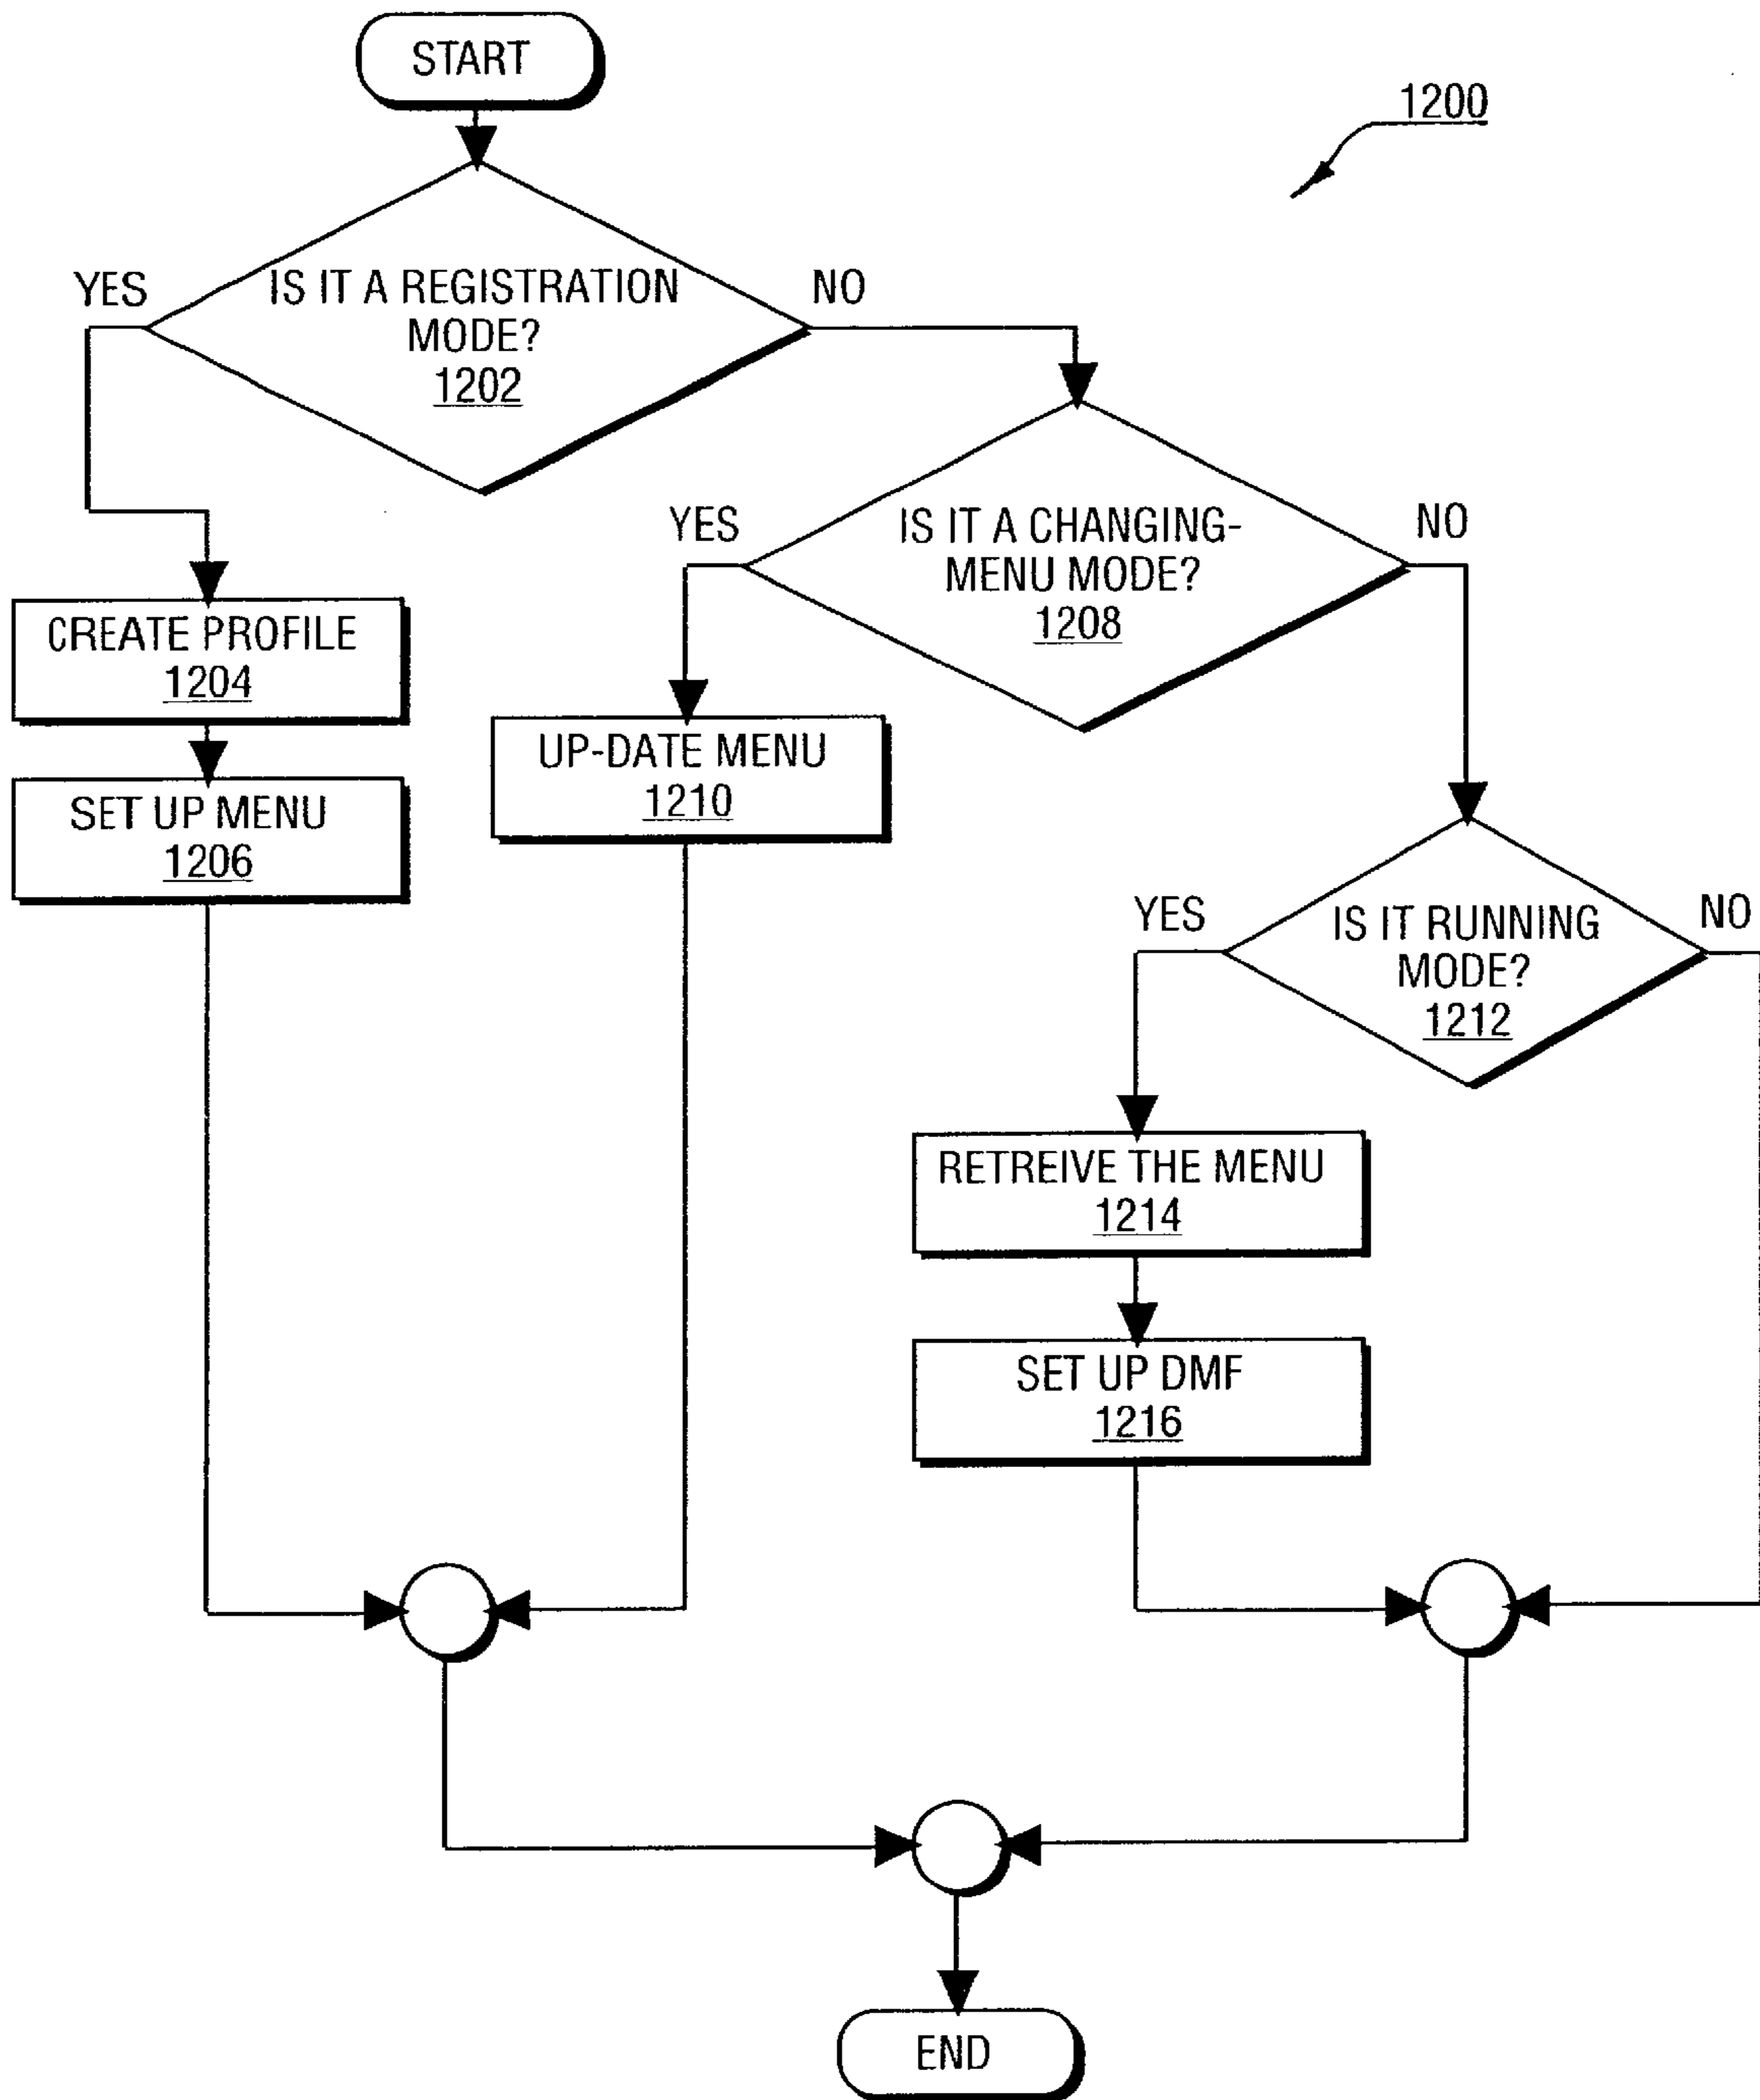 START
1200
YES
IS IT A REGISTRATION
MODE?
1202
NO
YES
IS IT A CHANGING-
MENU MODE?
1208
NO
CREATE PROFILE
1204
SET UP MENU
1206
UP-DATE MENU
1210
YES
IS IT RUNNING
MODE?
1212
NO
RETREIVE THE MENU
1214
SET UP DMF
1216
END